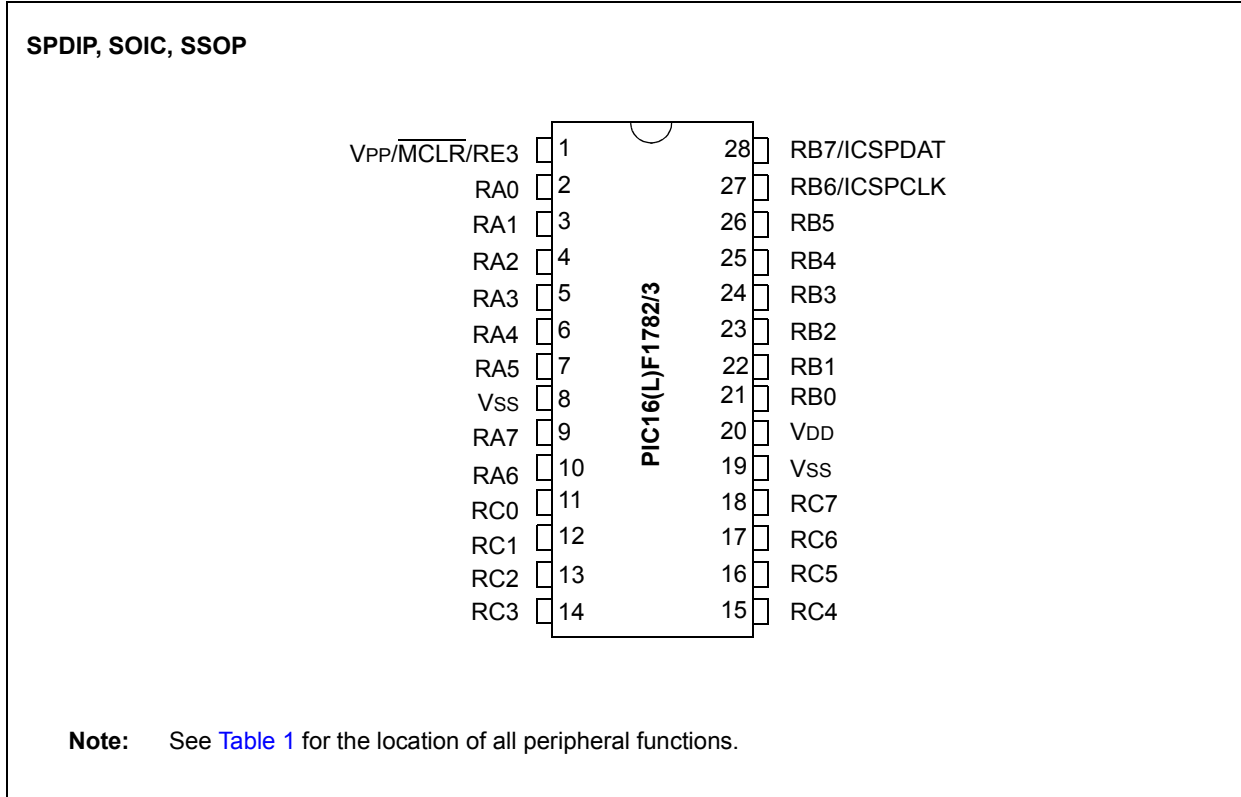 SPDIP, SOIC, SSOP
VPP/MCLR/RE3 1 28 RB7/ICSPDAT
RA0 2 27 RB6/ICSPCLK
RA1 3 26 RB5
RA2 4 25 RB4
RA3 5 24 RB3
RA4 6 23 RB2
RA5 7 22 RB1
VSS 8 21 RB0
RA7 9 20 VDD
RA6 10 19 VSS
RC0 11 18 RC7
RC1 12 17 RC6
RC2 13 16 RC5
RC3 14 15 RC4
PIC16(L)F1782/3
Note: See Table 1 for the location of all peripheral functions.